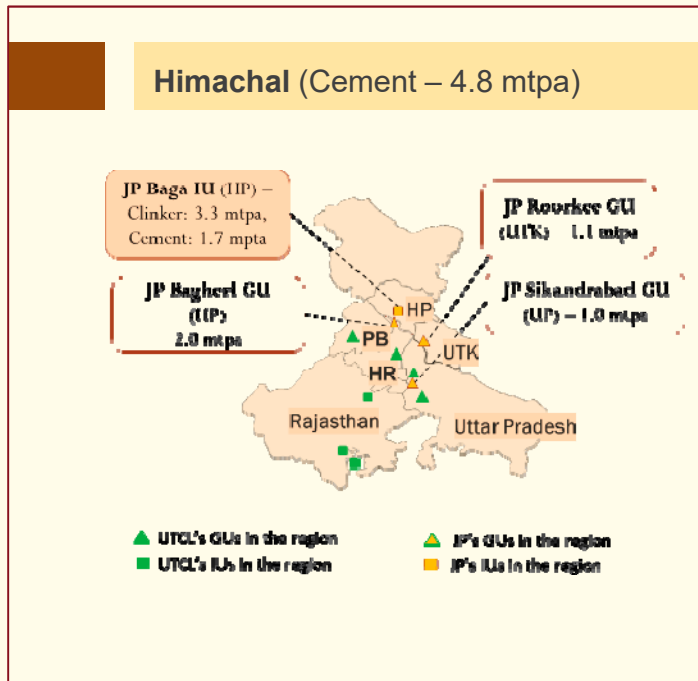 Himachal (Cement – 4.8 mtpa)
JP Baga IU (HP) –
Clinker: 3.3 mtpa,
Cement: 1.7 mpta
JP Roorkee GU
(UTK) – 1.1 mtpa
JP Bagheri GU
(HP)
2.0 mtpa
JP Sikandrabad GU
(UP) – 1.0 mtpa
HP
PB
UTK
HR
Rajasthan
Uttar Pradesh
UTCL's GUs in the region
JP's GUs in the region
UTCL's IUs in the region
JP's IUs in the region